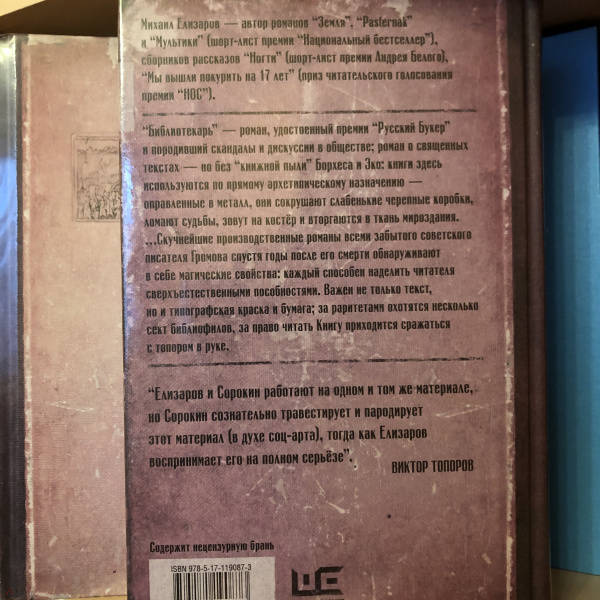 Михаил Елизаров — автор романов "Земля", "Pasternak"
и "Мультики" (шорт-лист премии "Национальный бестселлер"),
сборников рассказов "Ногти" (шорт-лист премии Андрея Белого),
"Мы вышли покурить на 17 лет" (приз читательского голосования
премии "НОС").
"Библиотекарь" — роман, удостоенный премии "Русский Букер"
и породивший скандалы и дискуссии в обществе; роман о священных
текстах — но без "книжной пыли" Борхеса и Эко: книги здесь
используются по прямому архетипическому назначению —
оправленные в металл, они сокрушают слабенькие черепные коробки,
ломают судьбы, зовут на костёр и вторгаются в ткань мироздания.
...Скучнейшие производственные романы всеми забытого советского
писателя Громова спустя годы после его смерти обнаруживают
в себе магические свойства: каждый способен наделить читателя
сверхъестественными пособностями. Важен не только текст,
но и типографская краска и бумага; за раритетами охотятся несколько
сект библиофилов, за право читать Книгу приходится сражаться
с топором в руке.
"Елизаров и Сорокин работают на одном и том же материале,
но Сорокин сознательно травестирует и пародирует
этот материал (в духе соц-арта), тогда как Елизаров
воспринимает его на полном серьёзе".
ВИКТОР ТОПОРОВ
Содержит нецензурную брань
ISBN 978-5-17-119087-3
ШЕ